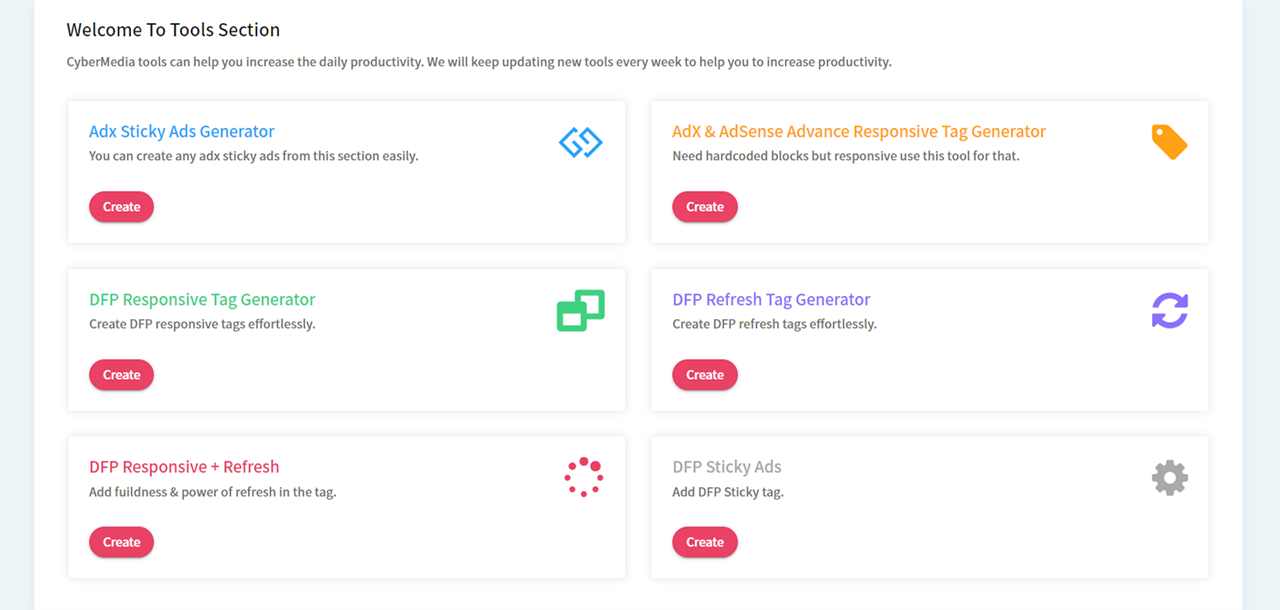 Welcome To Tools Section
CyberMedia tools can help you increase the daily productivity. We will keep updating new tools every week to help you to increase productivity.
Adx Sticky Ads Generator
You can create any adx sticky ads from this section easily.
Create
AdX & AdSense Advance Responsive Tag Generator
Need hardcoded blocks but responsive use this tool for that.
Create
DFP Responsive Tag Generator
Create DFP responsive tags effortlessly.
Create
DFP Refresh Tag Generator
Create DFP refresh tags effortlessly.
Create
DFP Responsive + Refresh
Add fuildness & power of refresh in the tag.
Create
DFP Sticky Ads
Add DFP Sticky tag.
Create